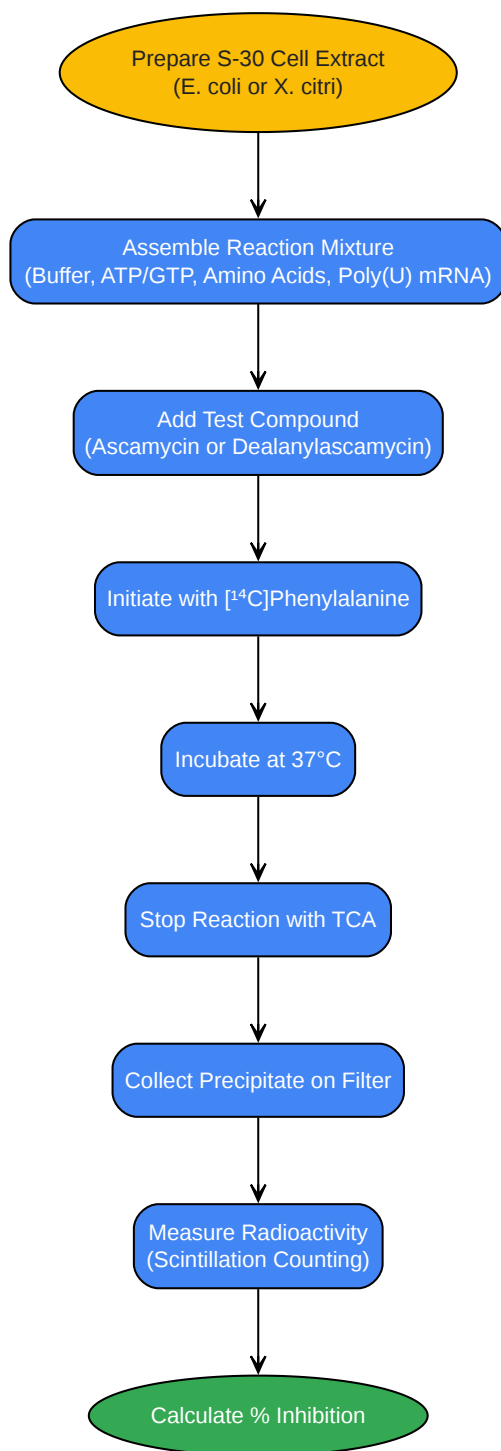 Prepare S-30 Cell Extract
(E. coli or X. citri)
Assemble Reaction Mixture
(Buffer, ATP/GTP, Amino Acids, Poly(U) mRNA)
Add Test Compound
(Ascamycin or Dealanylascamycin)
Initiate with [¹⁴C]Phenylalanine
Incubate at 37°C
Stop Reaction with TCA
Collect Precipitate on Filter
Measure Radioactivity
(Scintillation Counting)
Calculate % Inhibition